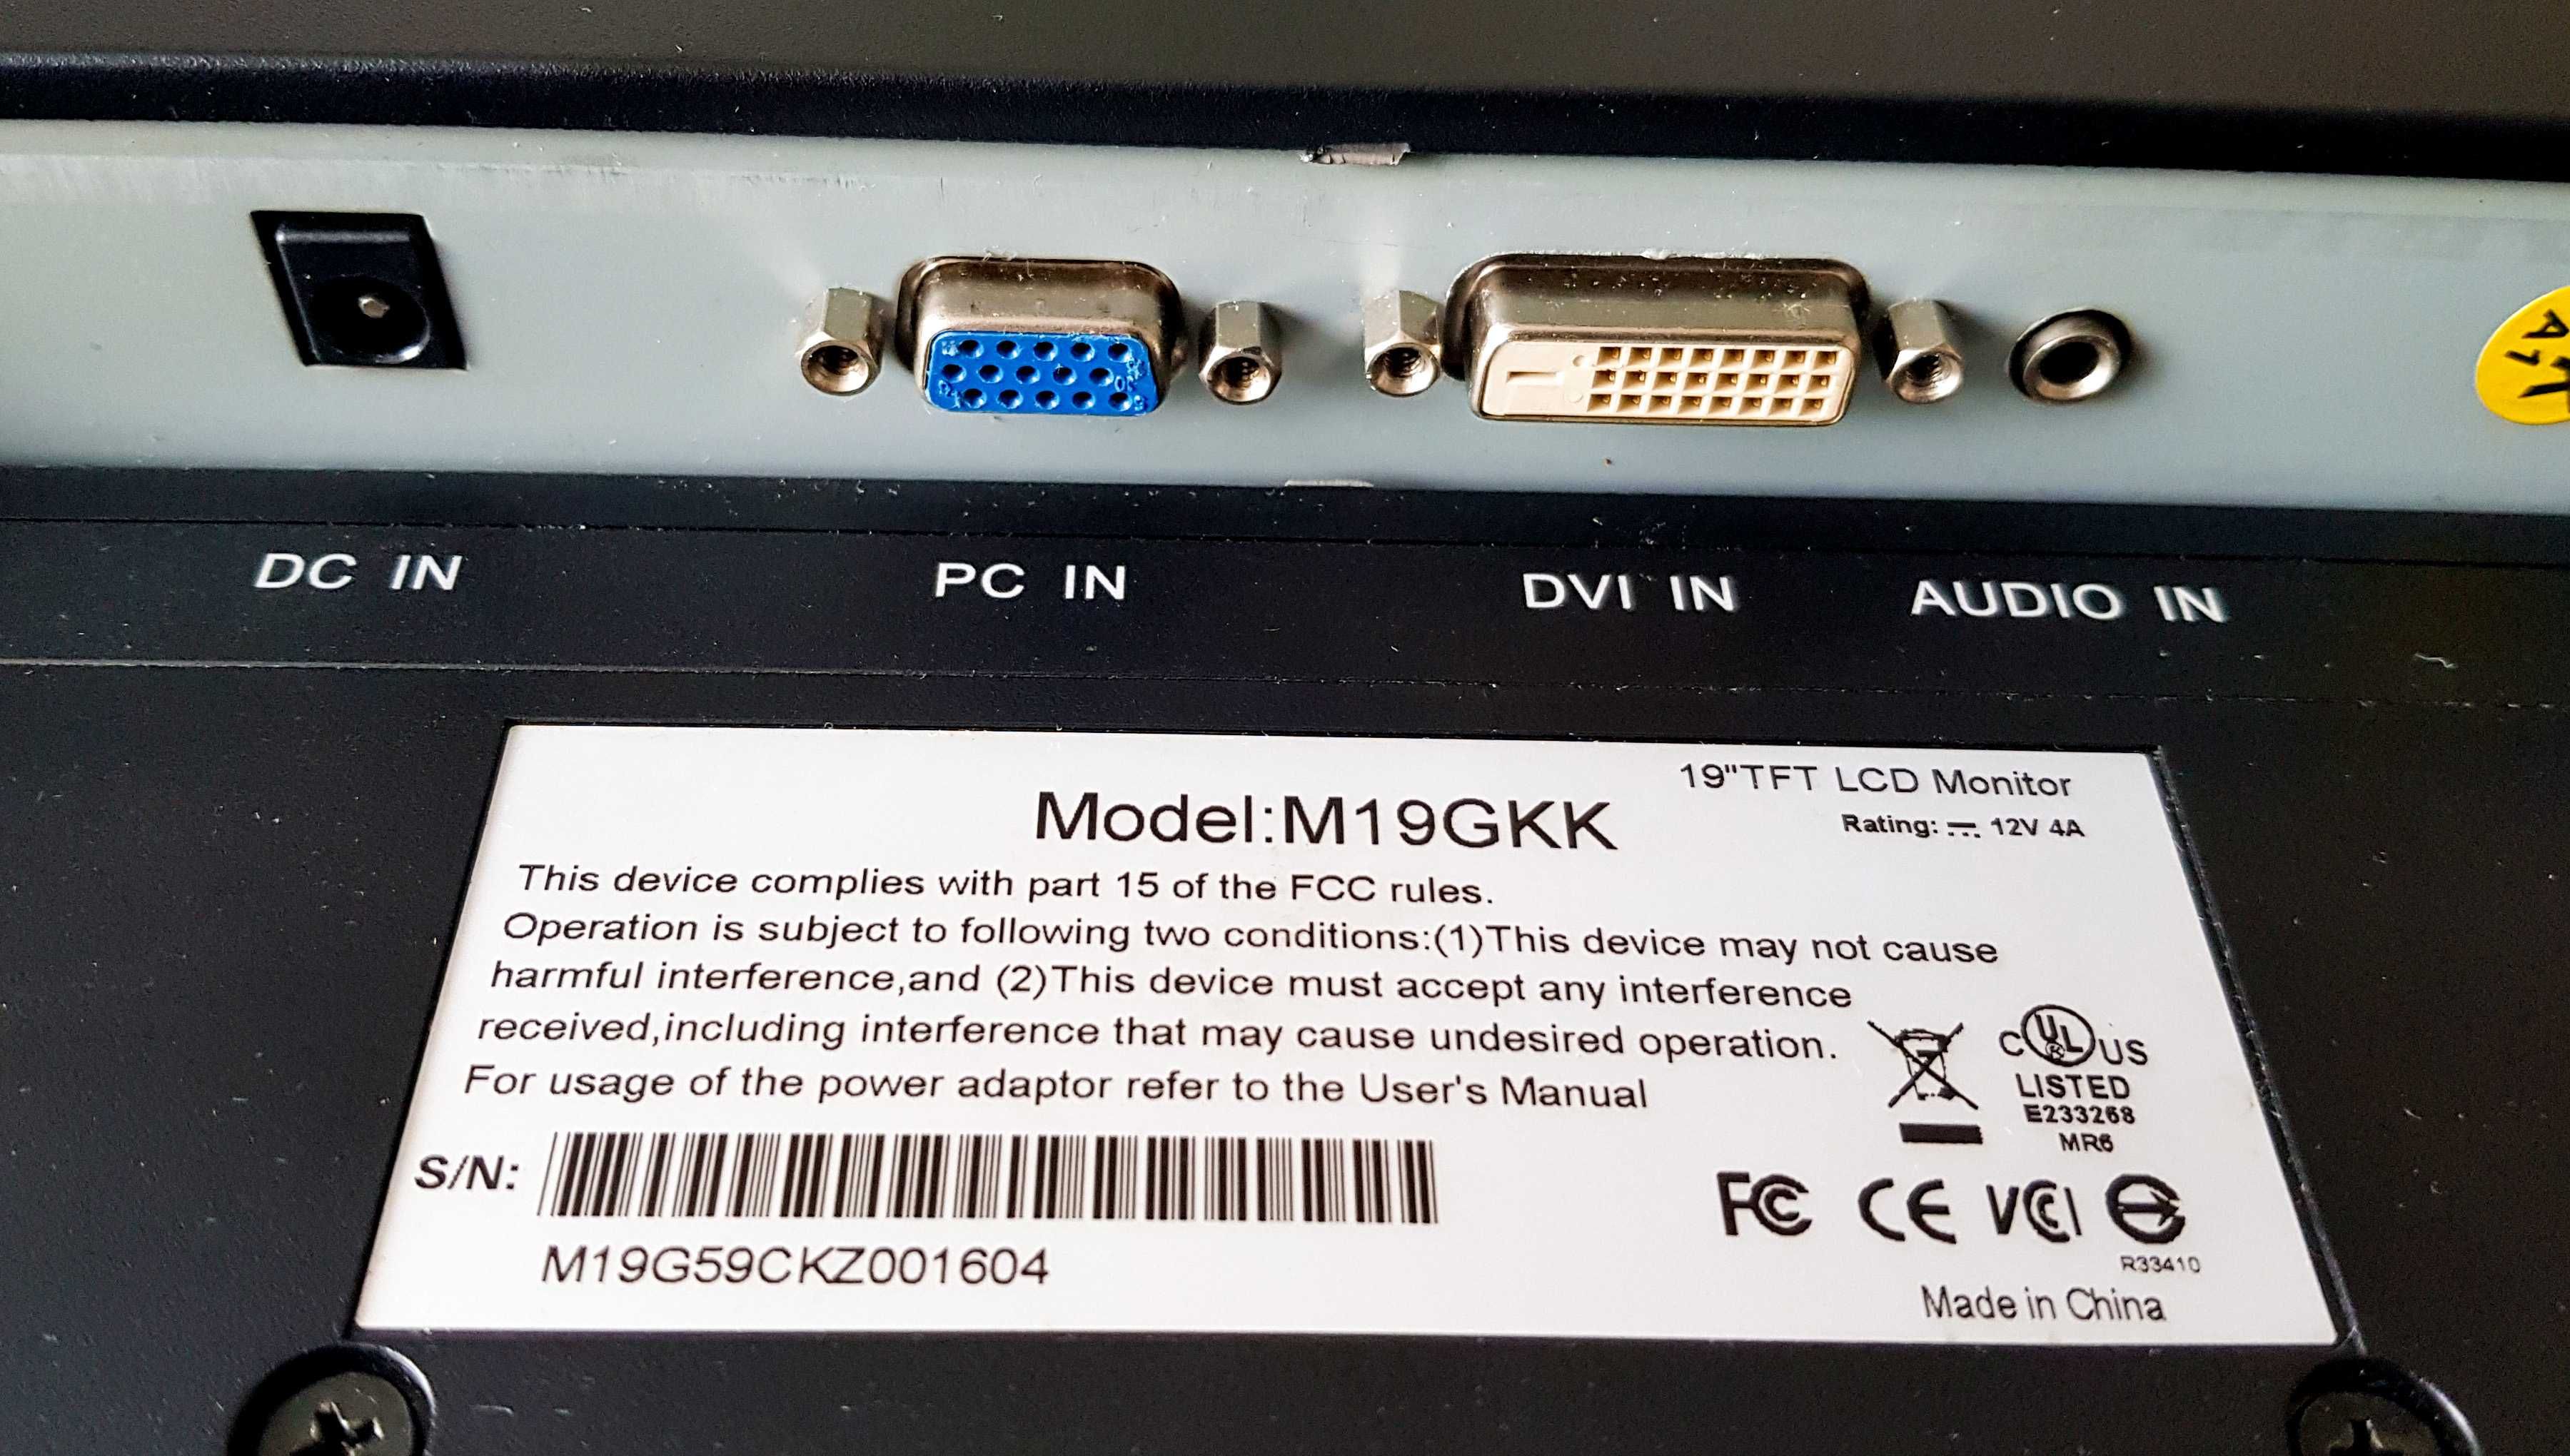 DC IN PC IN DVI IN AUDIO IN
19"TFT LCD Monitor
Model:M19GKK
Rating: 12V 4A
This device complies with part 15 of the FCC rules.
Operation is subject to following two conditions:(1)This device may not cause
harmful interference,and (2)This device must accept any interference
received,including interference that may cause undesired operation.
For usage of the power adaptor refer to the User's Manual
C UL US
LISTED
E233268
MR6
S/N:
M19G59CKZ001604
FC CE VCI
R33410
Made in China